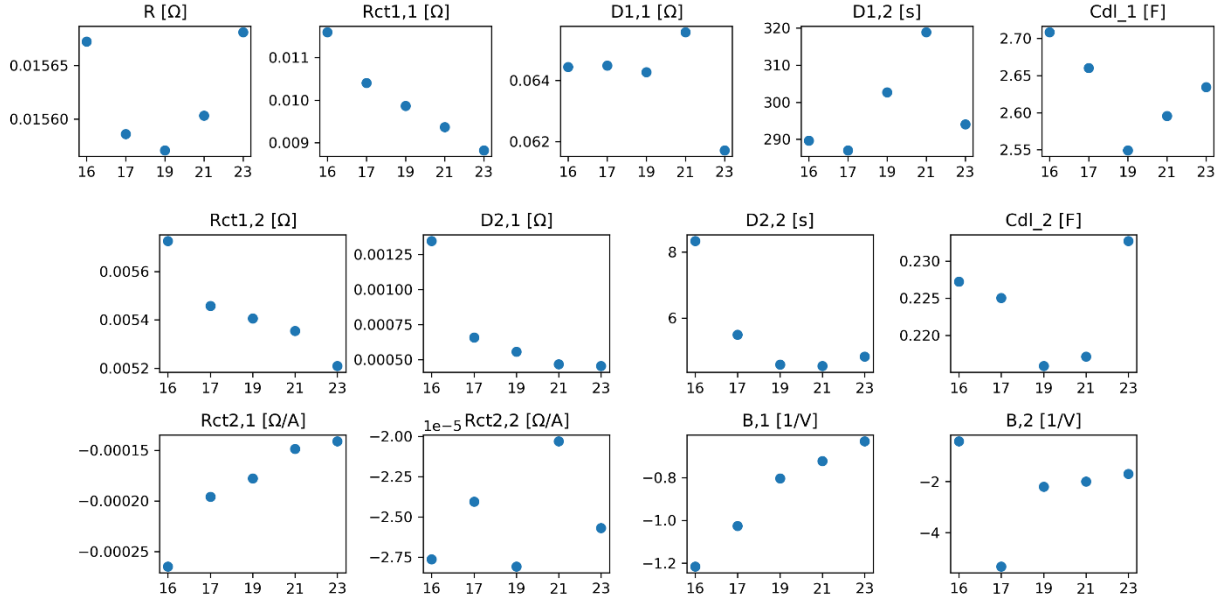 R [Ω] Rct1,1 [Ω] D1,1 [Ω] D1,2 [s] Cdl_1 [F]
0.01565
0.01560
16 17 19 21 23
0.011
0.010
0.009
16 17 19 21 23
0.064
0.062
16 17 19 21 23
320
310
300
290
16 17 19 21 23
2.70
2.65
2.60
2.55
16 17 19 21 23
Rct1,2 [Ω] D2,1 [Ω] D2,2 [s] Cdl_2 [F]
0.0056
0.0054
0.0052
16 17 19 21 23
0.00125
0.00100
0.00075
0.00050
16 17 19 21 23
8
6
16 17 19 21 23
0.230
0.225
0.220
16 17 19 21 23
Rct2,1 [Ω/A] Rct2,2 [Ω/A] B,1 [1/V] B,2 [1/V]
−0.00015
−0.00020
−0.00025
16 17 19 21 23
1e−5
−2.00
−2.25
−2.50
−2.75
16 17 19 21 23
−0.8
−1.0
−1.2
16 17 19 21 23
−2
−4
16 17 19 21 23